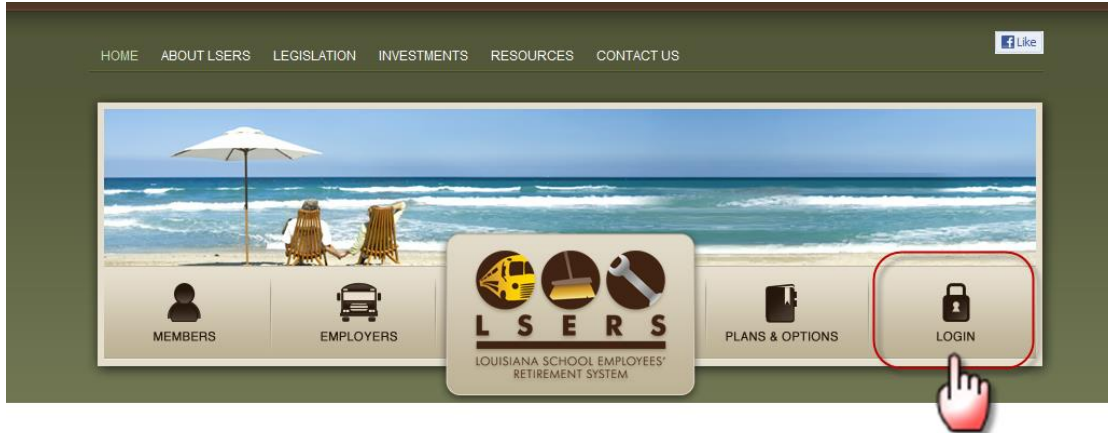 HOME ABOUT LSERS LEGISLATION INVESTMENTS RESOURCES CONTACT US
Like
MEMBERS
EMPLOYERS
LSERS
LOUISIANA SCHOOL EMPLOYEES'
RETIREMENT SYSTEM
PLANS & OPTIONS
LOGIN